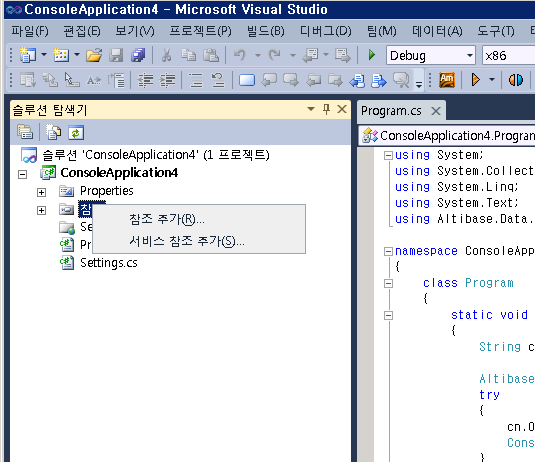 ConsoleApplication4 - Microsoft Visual Studio
파일(F) 편집(E) 보기(V) 프로젝트(P) 빌드(B) 디버그(D) 팀(M) 데이터(A) 도구(T)
Debug x86
솔루션 탐색기
Program.cs
ConsoleApplication4.Program
솔루션 'ConsoleApplication4' (1 프로젝트)
ConsoleApplication4
Properties
참조 추가(R)...
서비스 참조 추가(S)...
Settings.cs
using System;
using System.Collect
using System.Linq;
using System.Text;
using Altibase.Data.
namespace ConsoleApp
{
class Program
{
static void
{
String c
Altibase
try
{
cn.O
Cons
}